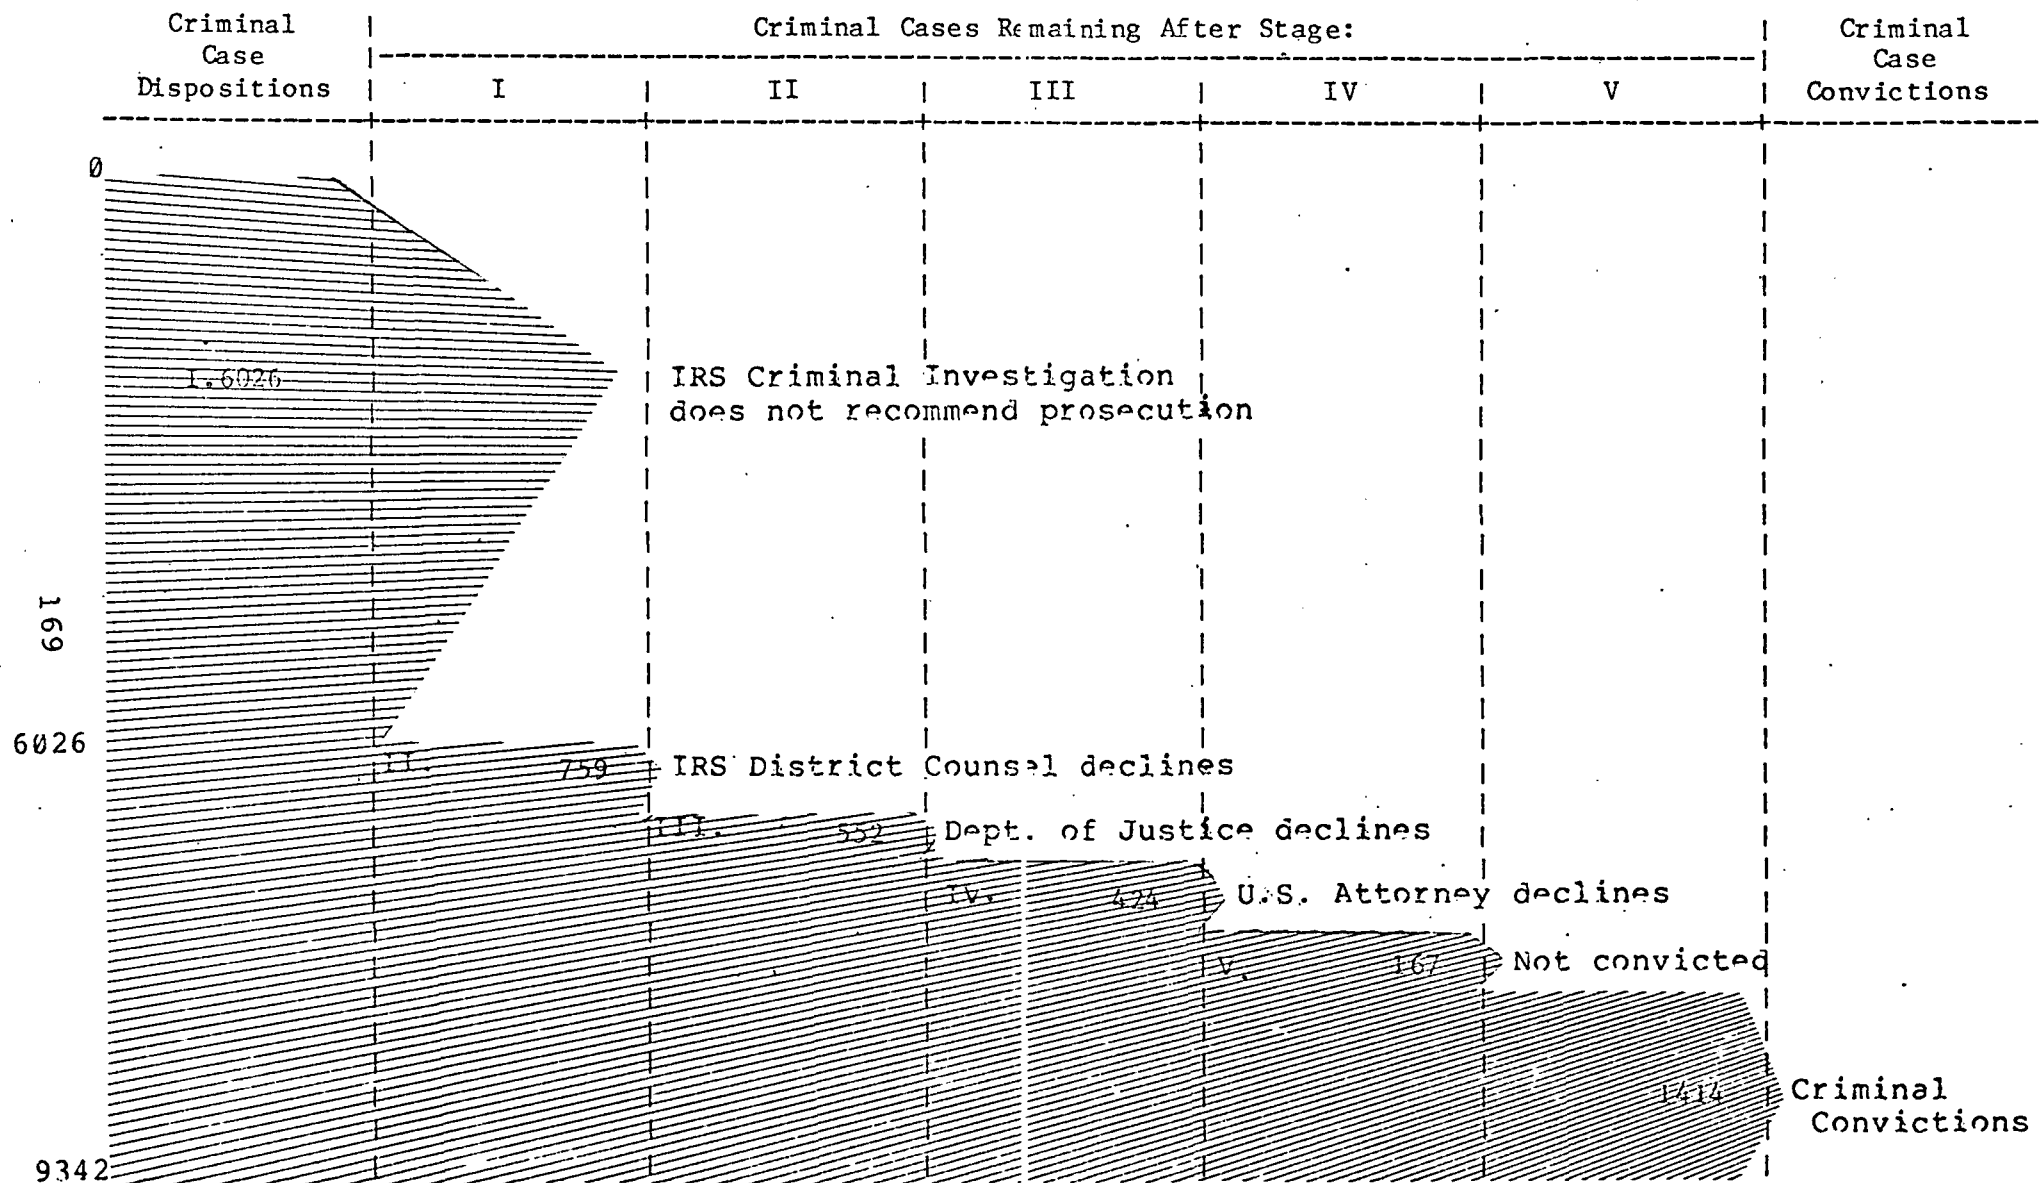 Criminal Case Dispositions
Criminal Cases Remaining After Stage:
I II III IV V
Criminal Case Convictions
0
I.6026
IRS Criminal Investigation
does not recommend prosecution
169
6026
II. 759 IRS District Counsel declines
III. 552 Dept. of Justice declines
IV. 424 U.S. Attorney declines
V. 167 Not convicted
1414 Criminal
Convictions
9342